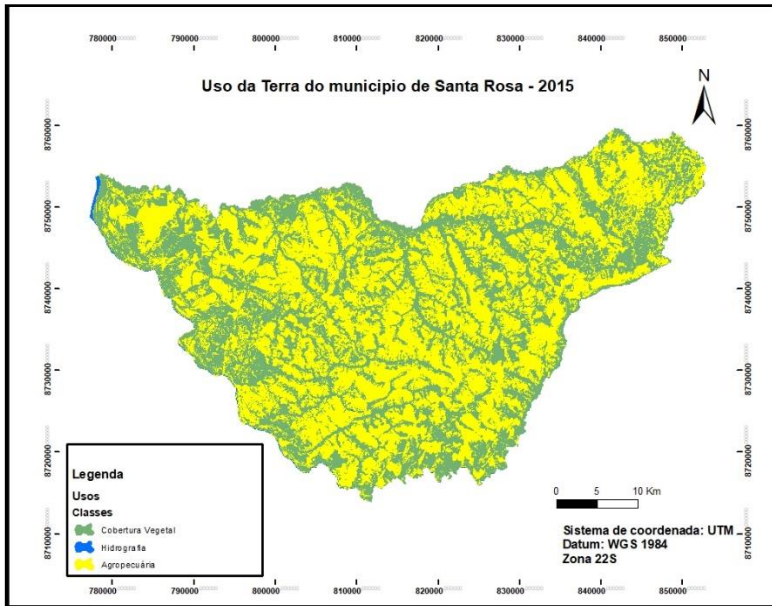 780000 790000 800000 810000 820000 830000 840000 850000
Uso da Terra do municipio de Santa Rosa - 2015
N
8760000 8760000
8750000 8750000
8740000 8740000
8730000 8730000
8720000 8720000
8710000 8710000
Legenda
Usos
Classes
Cobertura Vegetal
Hidrografia
Agropecuária
0 5 10 Km
Sistema de coordenada: UTM
Datum: WGS 1984
Zona 22S
780000 790000 800000 810000 820000 830000 840000 850000